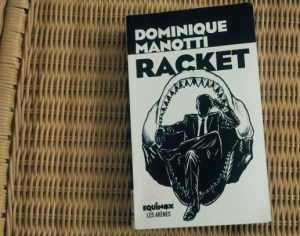 DOMINIQUE
MANOTTI
RACKET
EQUINOX
LES ARÈNES